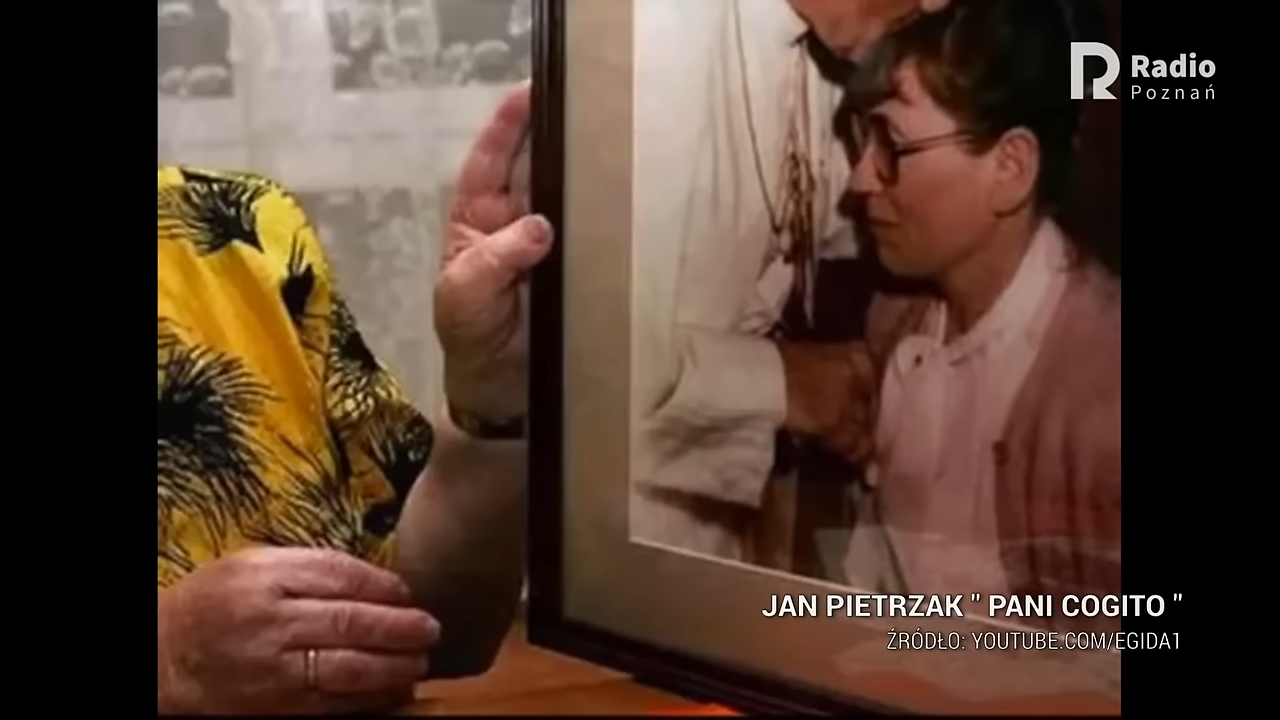 Radio
Poznań
JAN PIETRZAK " PANI COGITO "
ŹRÓDŁO: YOUTUBE.COM/EGIDA1